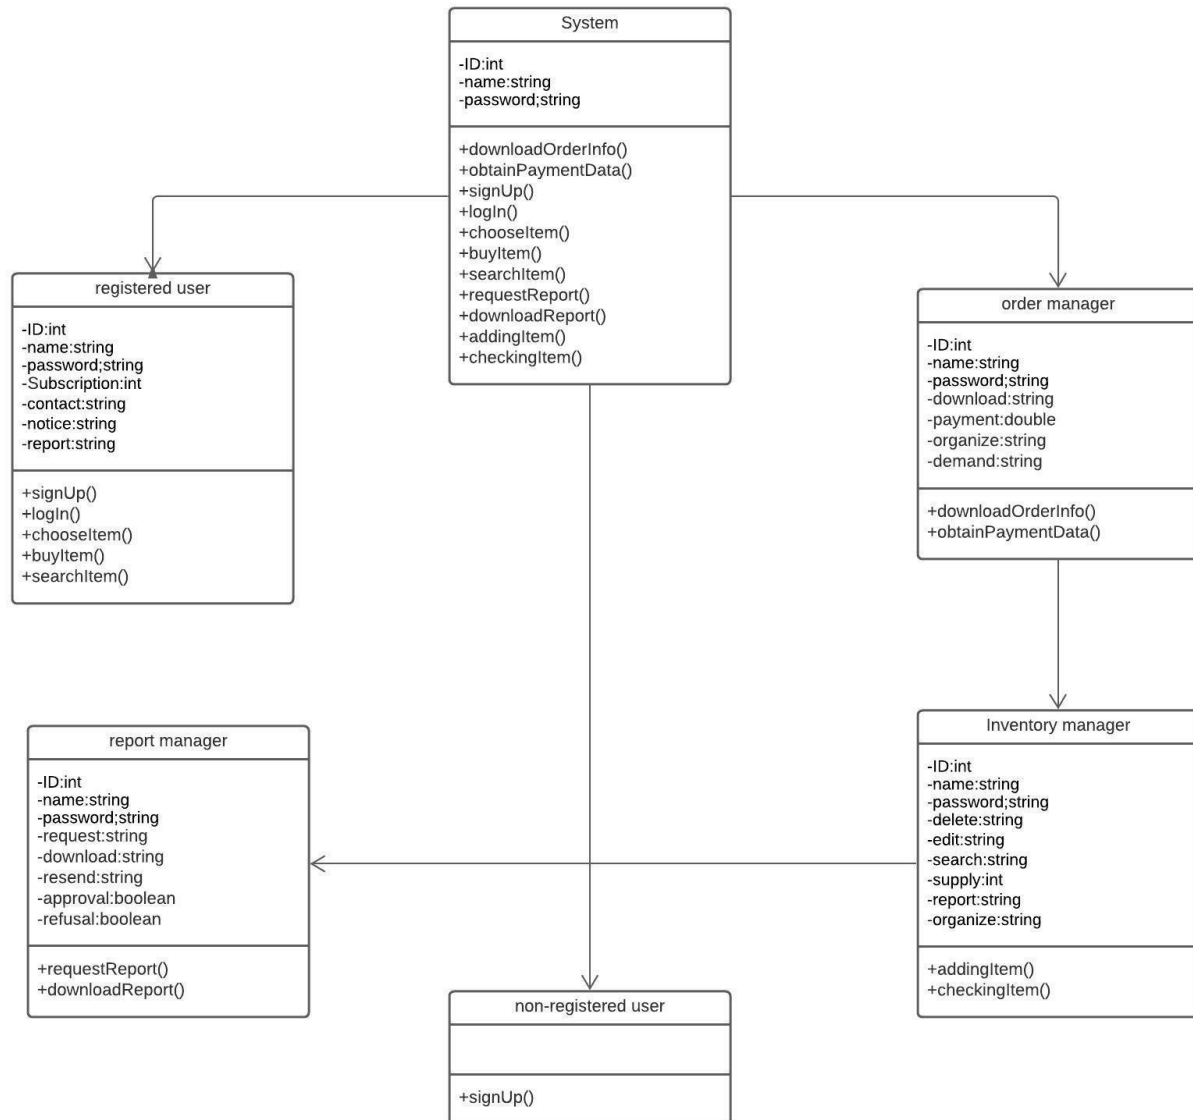 System
-ID:int
-name:string
-password;string
+downloadOrderInfo()
+obtainPaymentData()
+signUp()
+logIn()
+chooseItem()
+buyItem()
+searchItem()
+requestReport()
+downloadReport()
+addingItem()
+checkingItem()
registered user
-ID:int
-name:string
-password;string
-Subscription:int
-contact:string
-notice:string
-report:string
+signUp()
+logIn()
+chooseItem()
+buyItem()
+searchItem()
order manager
-ID:int
-name:string
-password;string
-download:string
-payment:double
-organize:string
-demand:string
+downloadOrderInfo()
+obtainPaymentData()
report manager
-ID:int
-name:string
-password;string
-request:string
-download:string
-resend:string
-approval:boolean
-refusal:boolean
+requestReport()
+downloadReport()
Inventory manager
-ID:int
-name:string
-password;string
-delete:string
-edit:string
-search:string
-supply:int
-report:string
-organize:string
+addingItem()
+checkingItem()
non-registered user
+signUp()